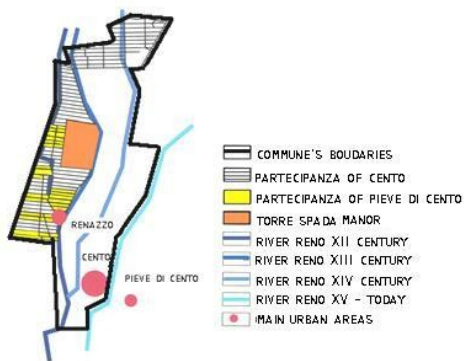 RENAZZO
CENTO
PIEVE DI CENTO
COMMUNE'S BOUDARIES
PARTECIPANZA OF CENTO
PARTECIPANZA OF PIEVE DI CENTO
TORRE SPADA MANOR
RIVER RENO XII CENTURY
RIVER RENO XIII CENTURY
RIVER RENO XIV CENTURY
RIVER RENO XV - TODAY
MAIN URBAN AREAS